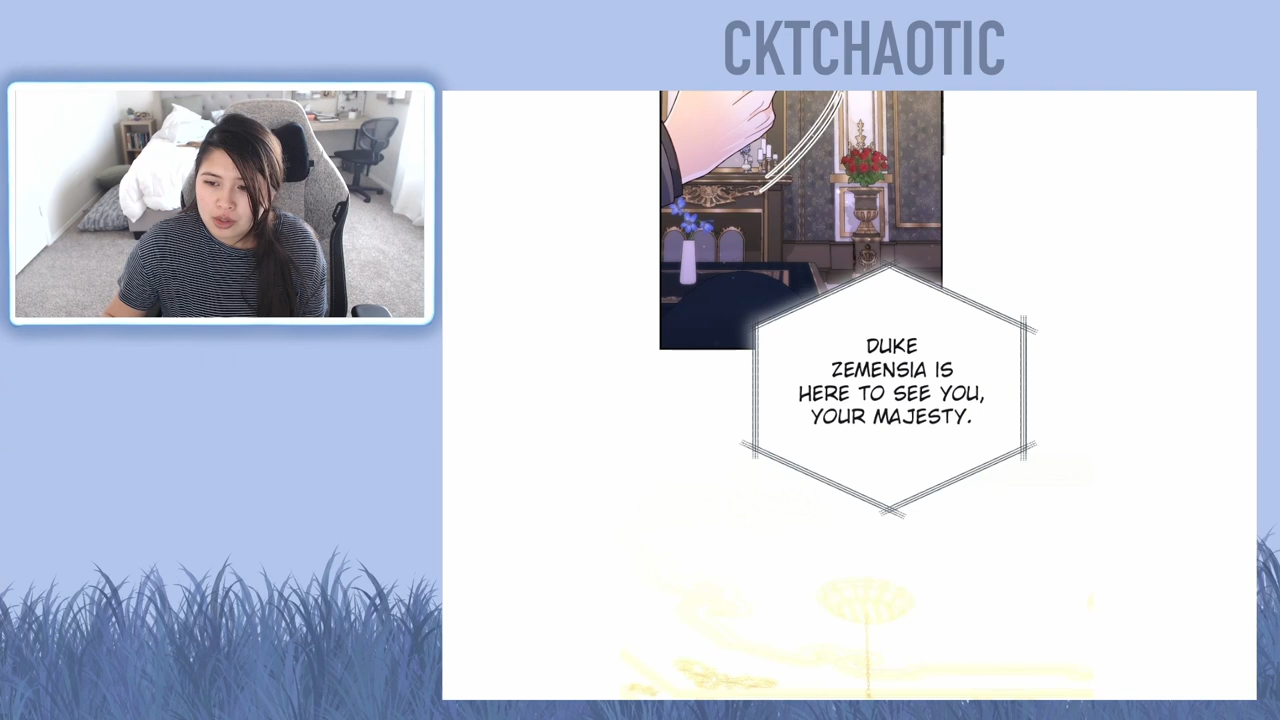 CKTCHAOTIC
DUKE
ZEMENSIA IS
HERE TO SEE YOU,
YOUR MAJESTY.